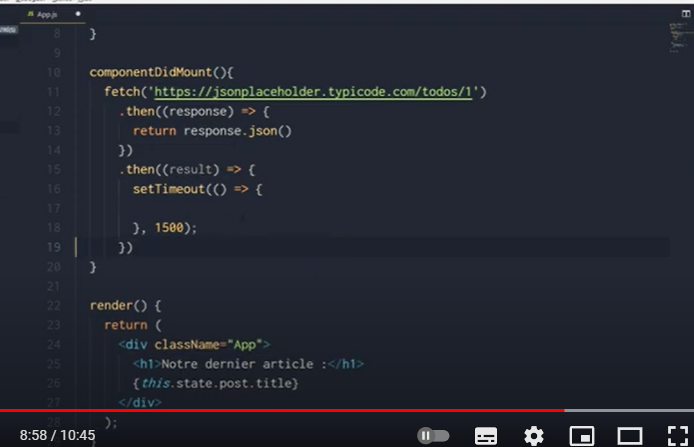 App.js
8 }
9
10 componentDidMount(){
11 fetch('https://jsonplaceholder.typicode.com/todos/1')
12 .then((response) => {
13 return response.json()
14 })
15 .then((result) => {
16 setTimeout(() => {
17
18 }, 1500);
19 })
20 }
21
22 render() {
23 return (
24 <div className="App">
25 <h1>Notre dernier article :</h1>
26 {this.state.post.title}
27 </div>
28 );
8:58 / 10:45